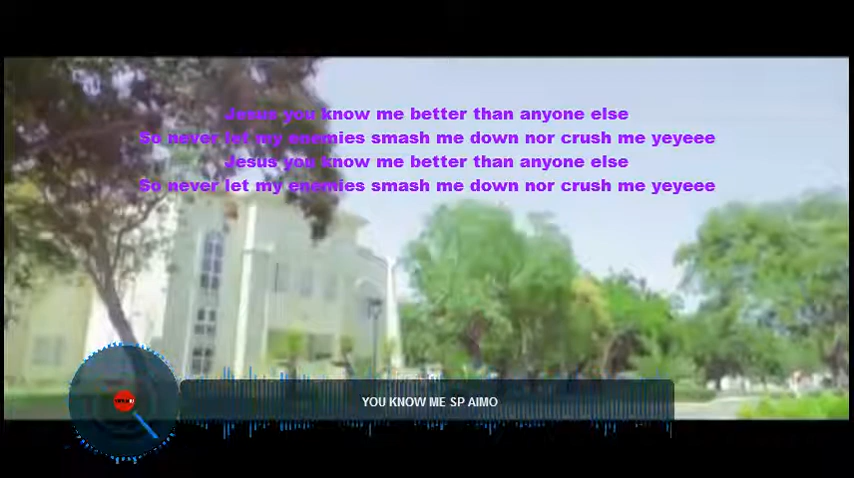 Jesus you know me better than anyone else
So never let my enemies smash me down nor crush me yeyeee
Jesus you know me better than anyone else
So never let my enemies smash me down nor crush me yeyeee
YOU KNOW ME SP AIMO